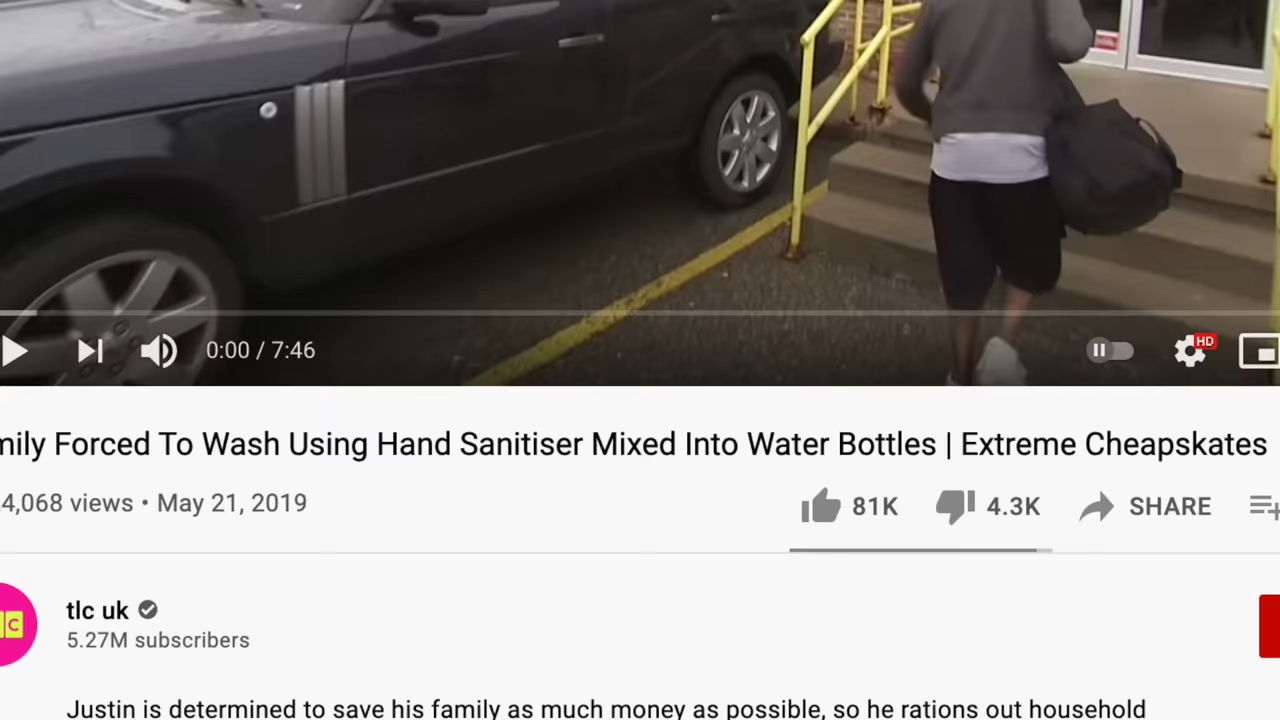 0:00 / 7:46
HD
mily Forced To Wash Using Hand Sanitiser Mixed Into Water Bottles | Extreme Cheapskates
4,068 views • May 21, 2019
81K
4.3K
SHARE
C
tlc uk
5.27M subscribers
Justin is determined to save his family as much money as possible, so he rations out household